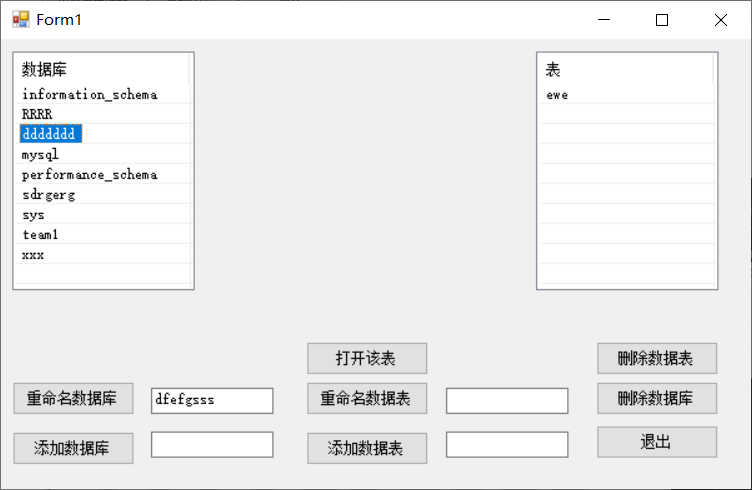 Form1
数据库
information_schema
RRRR
ddddddd
mysql
performance_schema
sdrgerg
sys
team1
xxx
表
ewe
打开该表
删除数据表
重命名数据库
dfefgsss
重命名数据表
删除数据库
添加数据库
添加数据表
退出